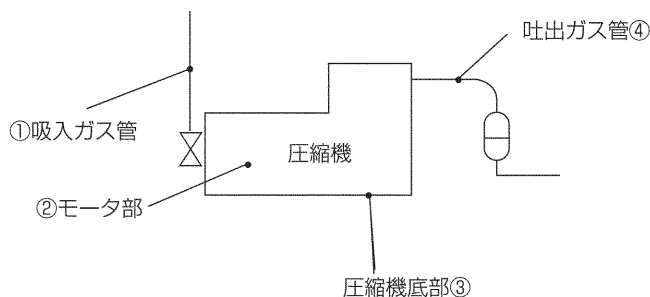 吐出ガス管④
①吸入ガス管
圧縮機
②モータ部
圧縮機底部③